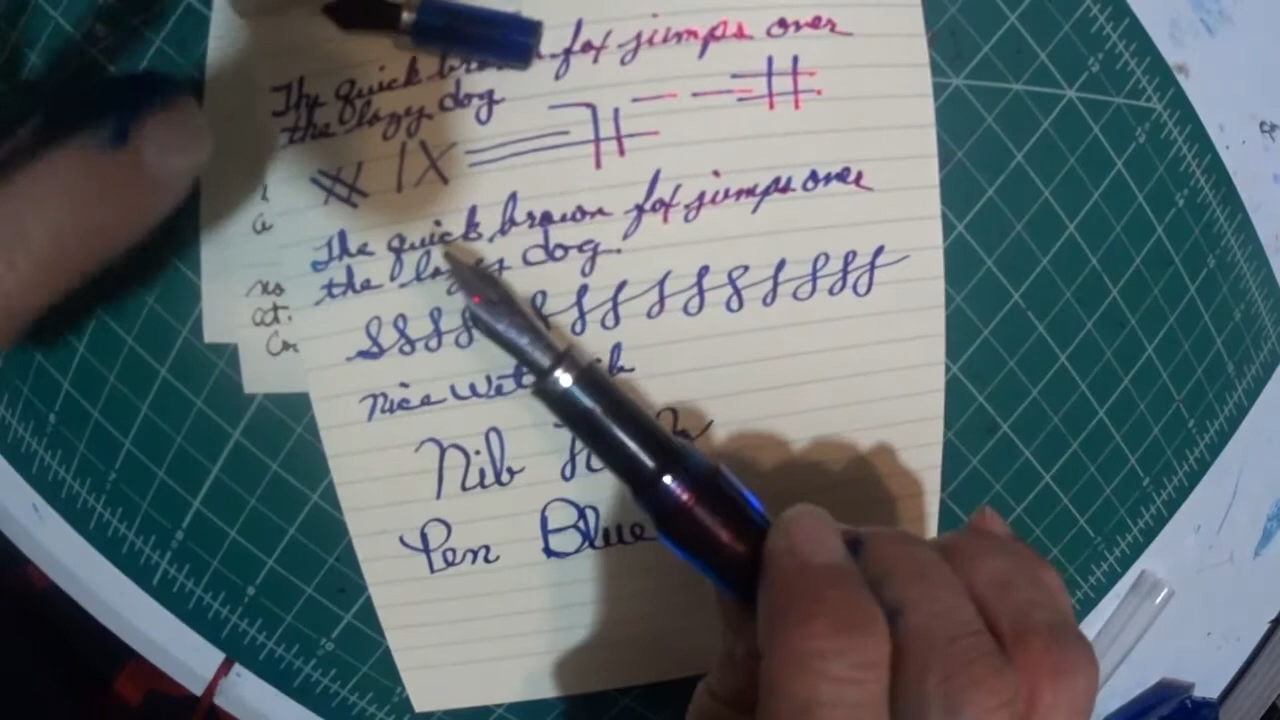 The quick brown fox jumps over
the lazy dog
The quick brown fox jumps over
the lazy dog.
Nice Wet
Nib
Pen Blue